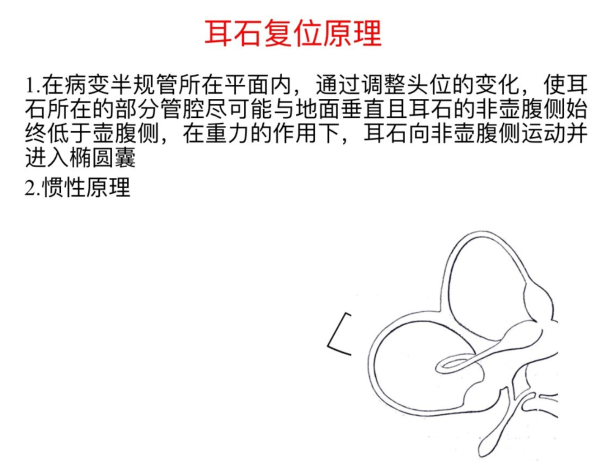 耳石复位原理
1.在病变半规管所在平面内，通过调整头位的变化，使耳
石所在的部分管腔尽可能与地面垂直且耳石的非壶腹侧始
终低于壶腹侧，在重力的作用下，耳石向非壶腹侧运动并
进入椭圆囊
2.惯性原理